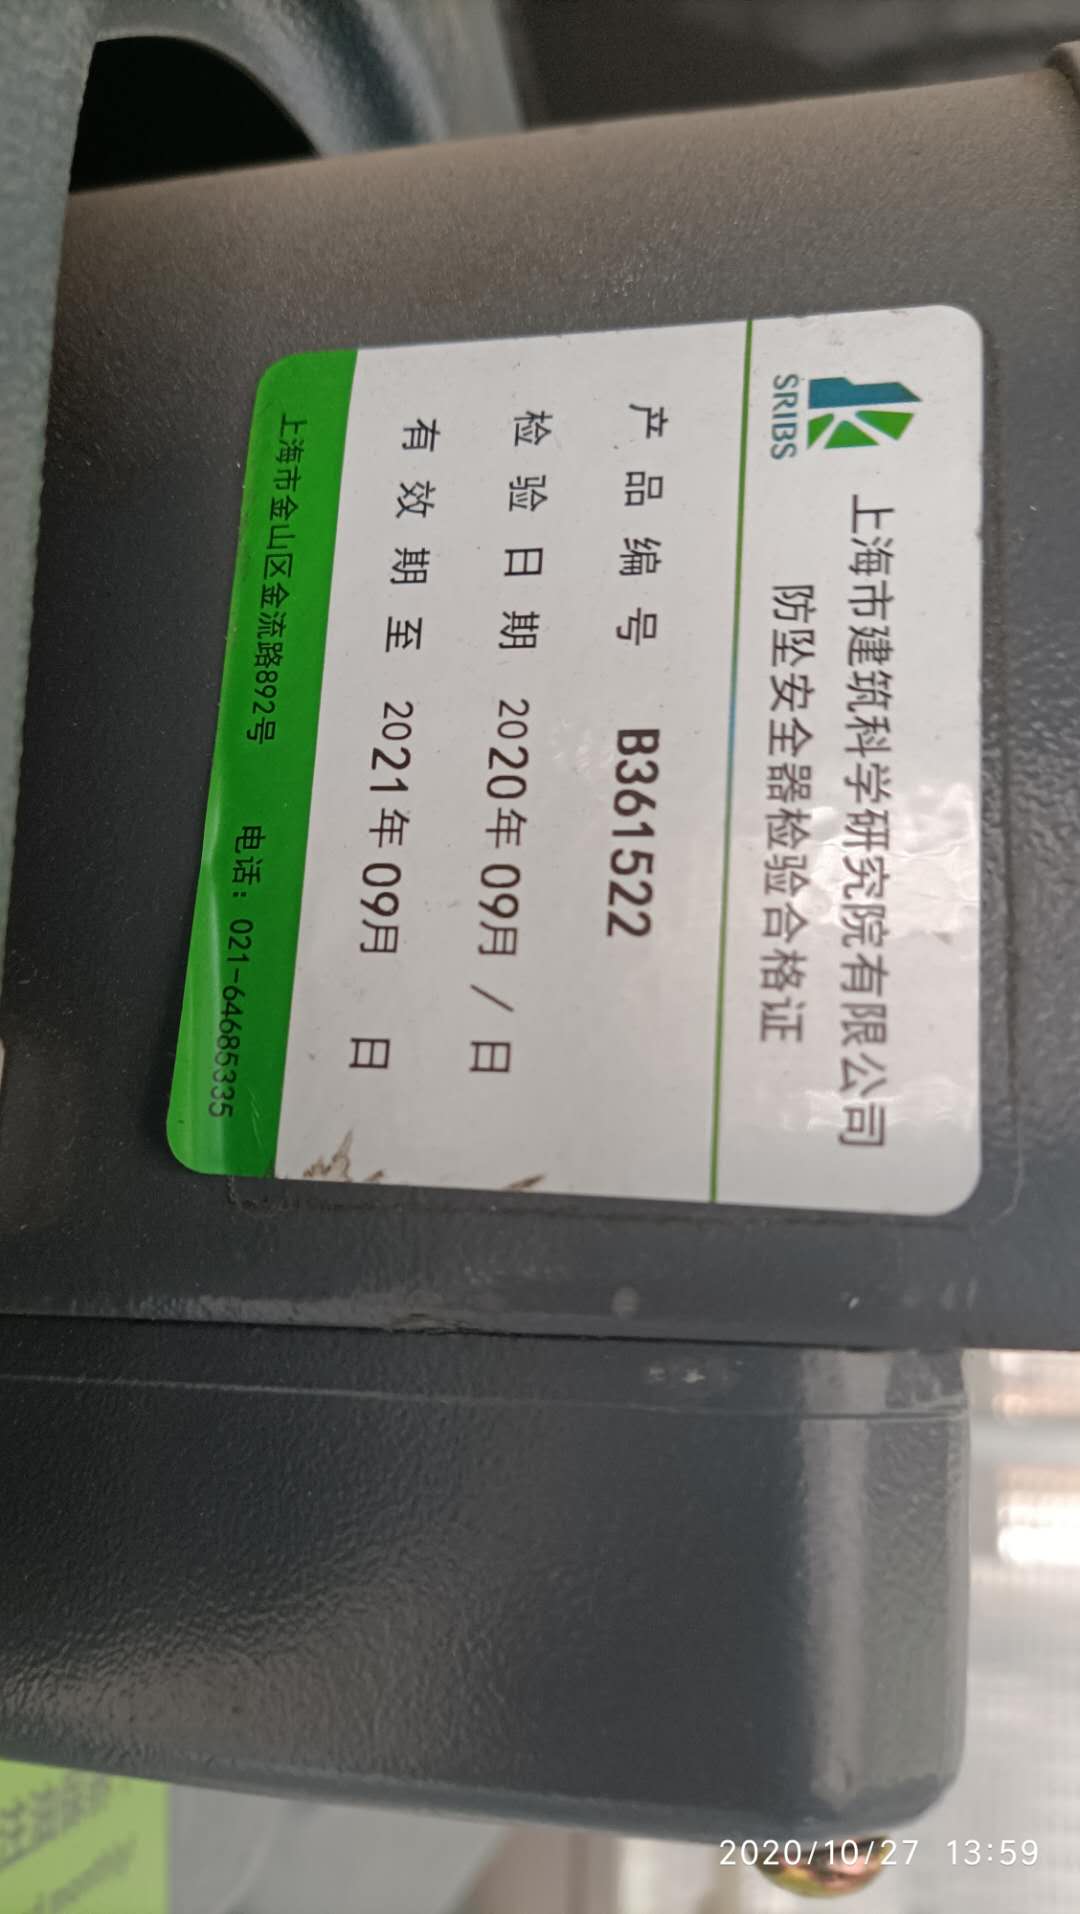 SRIBS
上海市建筑科学研究院有限公司
防坠安全器检验合格证
产品编号 B361522
检验日期 2020年09月/日
有效期至 2021年09月 日
上海市金山区金流路892号 电话：021-64685335
2020/10/27 13:59